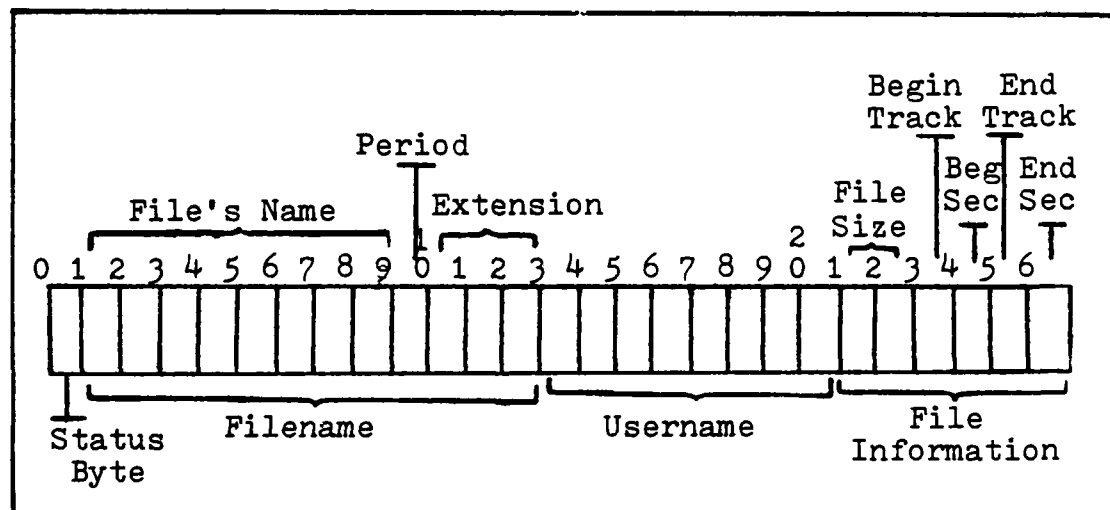 Begin Track
End Track
Period
Beg Sec
End Sec
File's Name
Extension
File Size
1 2
0 1 2 3 4 5 6 7 8 9 0 1 2 3 4 5 6 7 8 9 0 1 2 3 4 5 6
Status Byte
Filename
Username
File Information